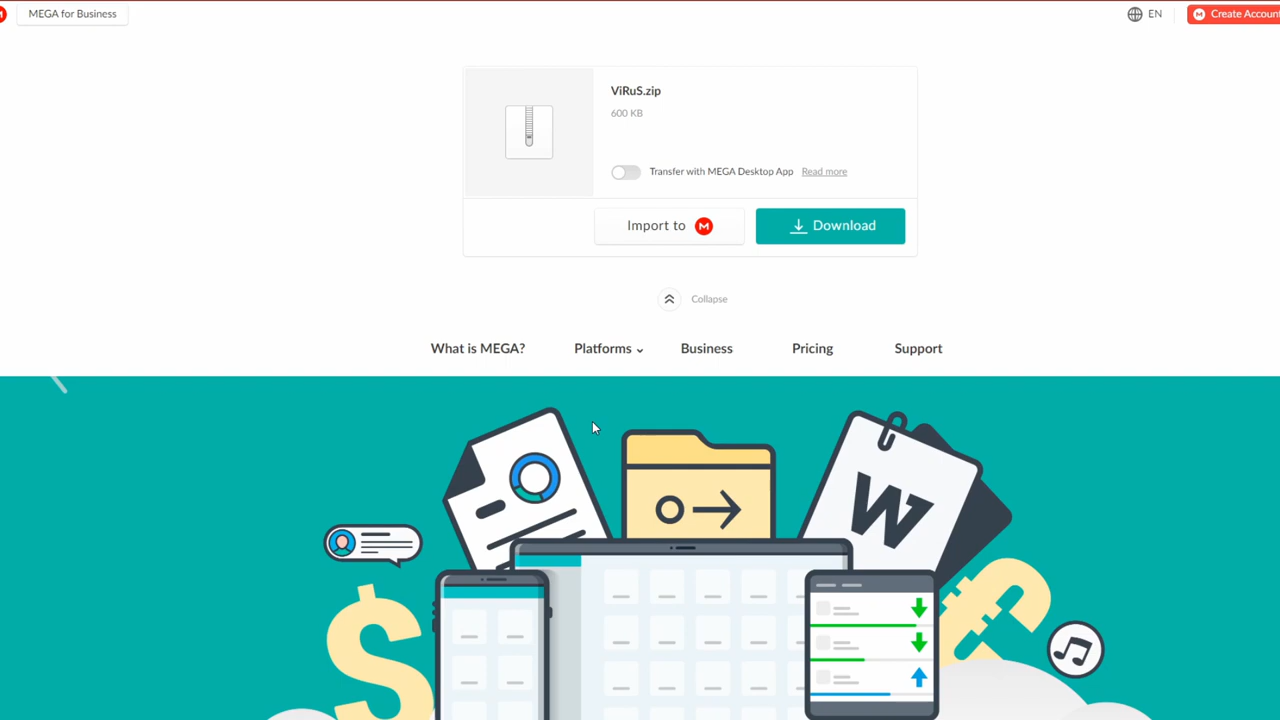 MEGA for Business
EN
Create Account
ViRuS.zip
600 KB
Transfer with MEGA Desktop App Read more
Import to M
Download
Collapse
What is MEGA? Platforms Business Pricing Support
W